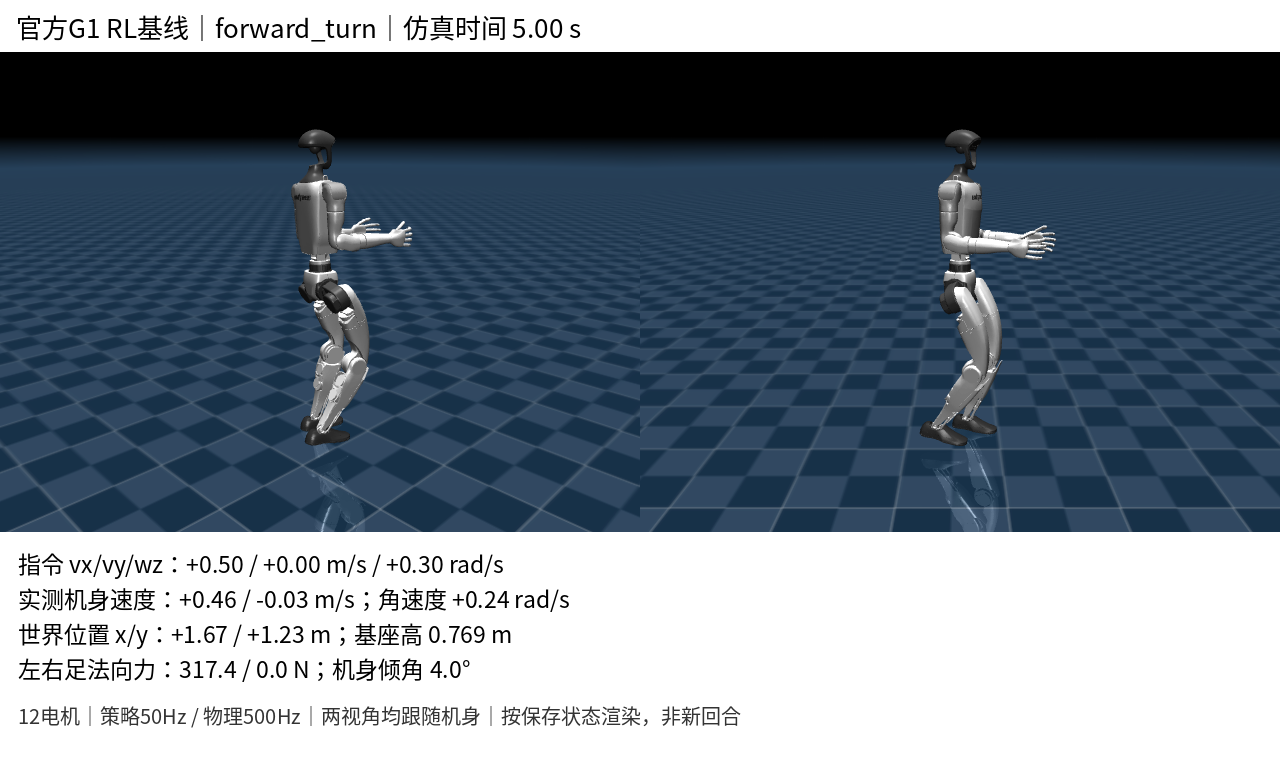 官方G1 RL基线｜forward_turn｜仿真时间 5.00 s
指令 vx/vy/wz：+0.50 / +0.00 m/s / +0.30 rad/s
实测机身速度：+0.46 / -0.03 m/s；角速度 +0.24 rad/s
世界位置 x/y：+1.67 / +1.23 m；基座高 0.769 m
左右足法向力：317.4 / 0.0 N；机身倾角 4.0°
12电机｜策略50Hz / 物理500Hz｜两视角均跟随机身｜按保存状态渲染，非新回合